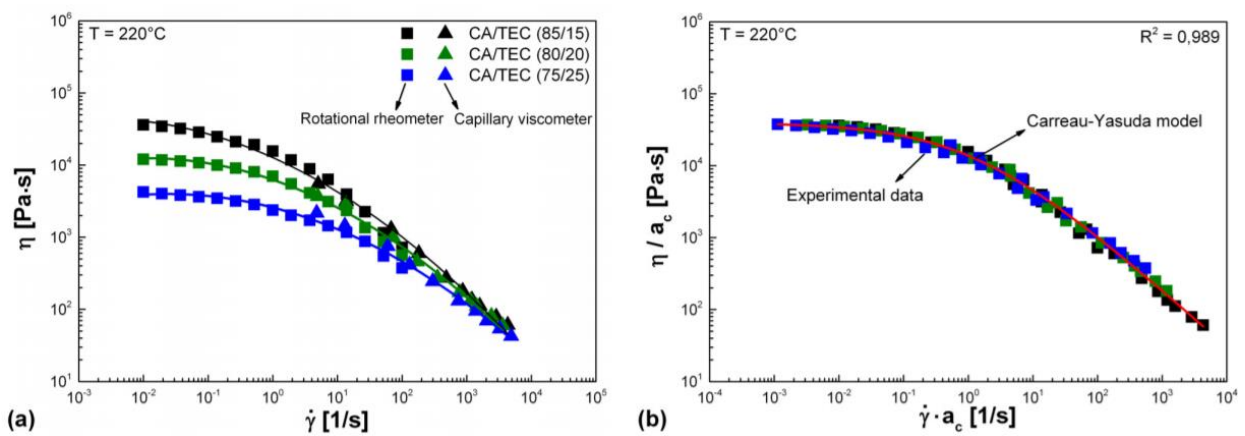 T = 220°C
CA/TEC (85/15)
CA/TEC (80/20)
CA/TEC (75/25)
Rotational rheometer
Capillary viscometer
η [Pa·s]
10⁶
10⁵
10⁴
10³
10²
10¹
10⁻³ 10⁻² 10⁻¹ 10⁰ 10¹ 10² 10³ 10⁴ 10⁵
(a)
γ̇ [1/s]
T = 220°C
R² = 0,989
Carreau-Yasuda model
Experimental data
η / a_c [Pa·s]
10⁶
10⁵
10⁴
10³
10²
10¹
10⁻⁴ 10⁻³ 10⁻² 10⁻¹ 10⁰ 10¹ 10² 10³ 10⁴
(b)
γ̇·a_c [1/s]